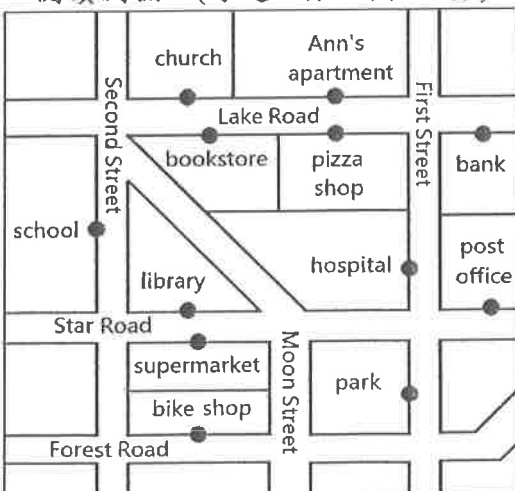 church
Ann's
apartment
Second Street
Lake Road
First Street
bookstore
pizza
shop
bank
school
hospital
post
office
library
Star Road
supermarket
Moon Street
park
bike shop
Forest Road